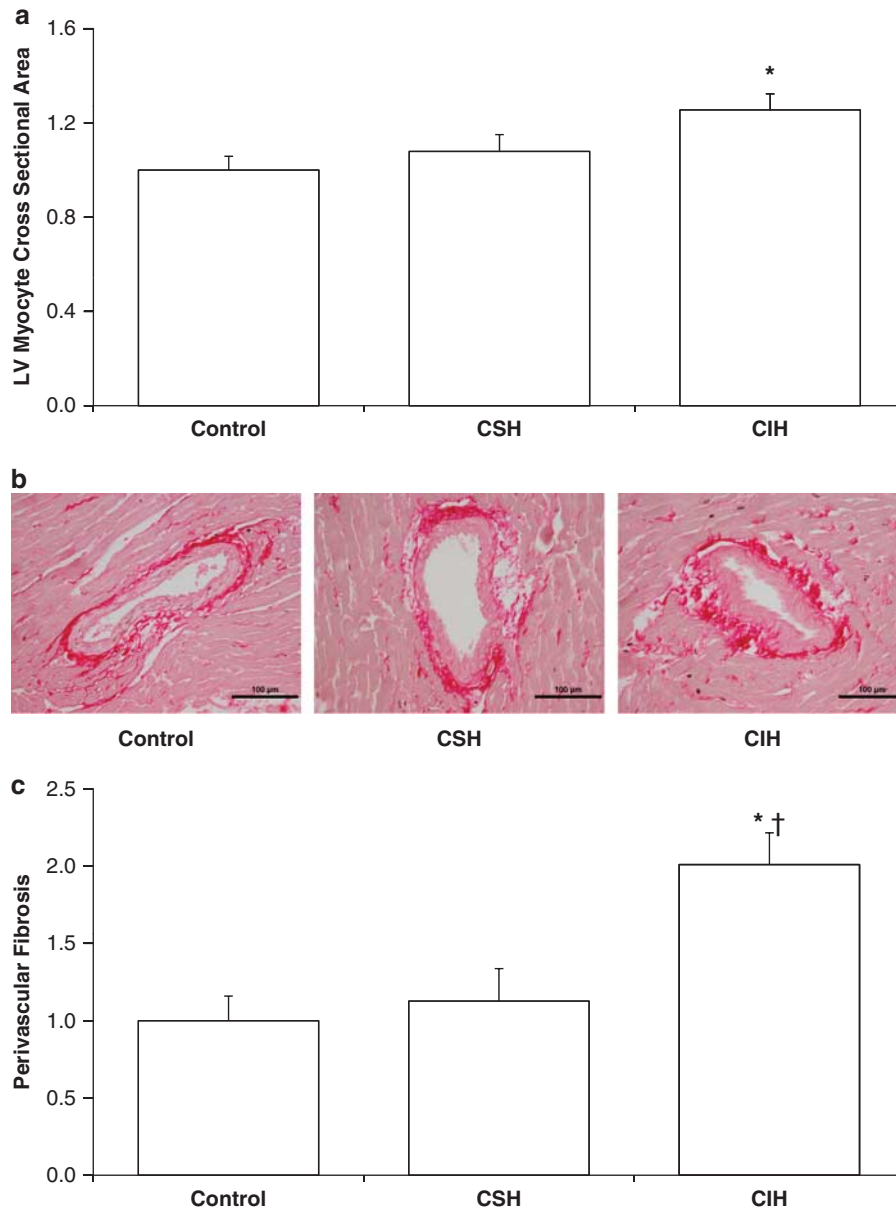 a
LV Myocyte Cross Sectional Area
1.6
1.2
0.8
0.4
0.0
*
Control CSH CIH
b
100 µm 100 µm 100 µm
Control CSH CIH
c
Perivascular Fibrosis
2.5
2.0
1.5
1.0
0.5
0.0
* †
Control CSH CIH